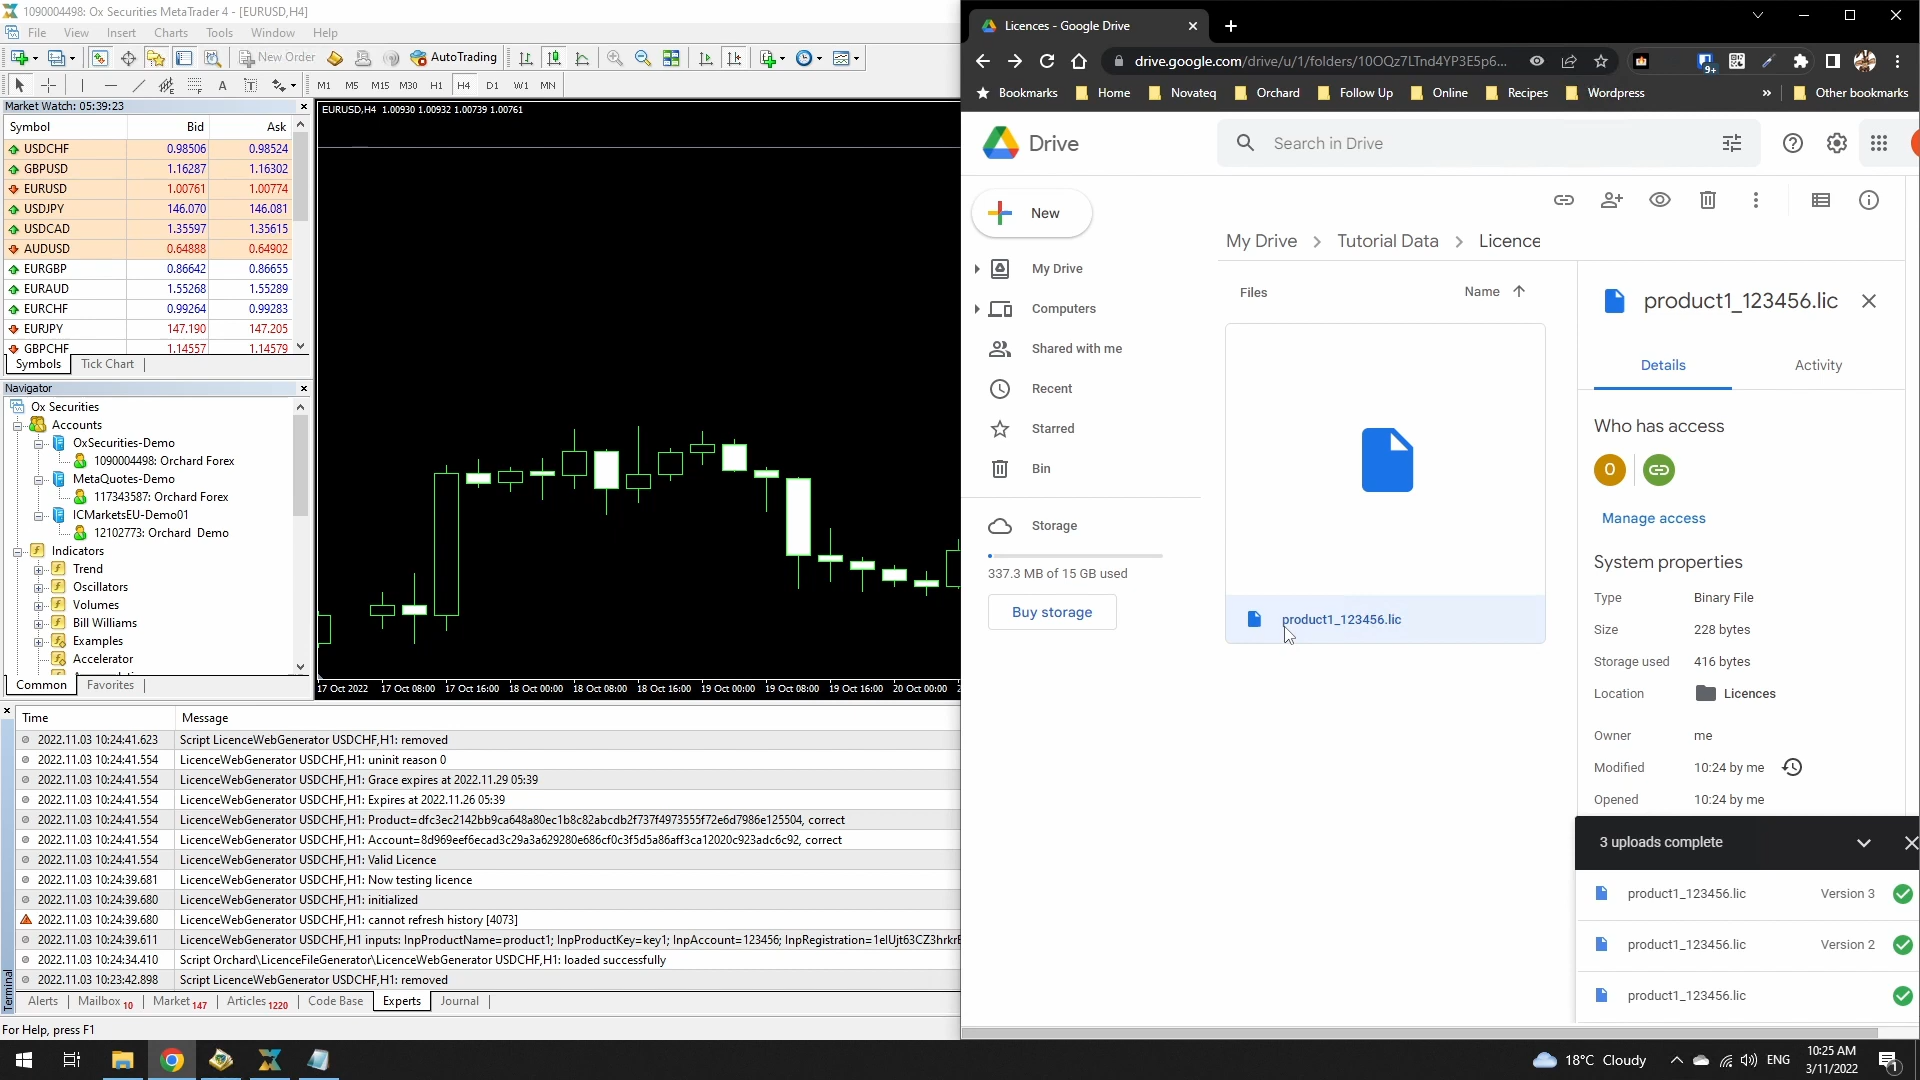 1090004498: Ox Securities MetaTrader 4 - [EURUSD,H4]
File View Insert Charts Tools Window Help
New Order AutoTrading
A T M1 M5 M15 M30 H1 H4 D1 W1 MN
Market Watch: 05:39:23
Symbol Bid Ask
USDCHF 0.98506 0.98524
GBPUSD 1.16287 1.16302
EURUSD 1.00761 1.00774
USDJPY 146.070 146.081
USDCAD 1.35597 1.35615
AUDUSD 0.64888 0.64902
EURGBP 0.86642 0.86655
EURAUD 1.55268 1.55289
EURCHF 0.99264 0.99283
EURJPY 147.190 147.205
GBPCHF 1.14557 1.14579
Symbols Tick Chart
Navigator
Ox Securities
Accounts
OxSecurities-Demo
1090004498: Orchard Forex
MetaQuotes-Demo
117343587: Orchard Forex
ICMarketsEU-Demo01
12102773: Orchard Demo
Indicators
Trend
Oscillators
Volumes
Bill Williams
Examples
Accelerator
Common Favorites
EURUSD,H4 1.00930 1.00932 1.00739 1.00761
17 Oct 2022 17 Oct 08:00 17 Oct 16:00 18 Oct 00:00 18 Oct 08:00 18 Oct 16:00 19 Oct 00:00 19 Oct 08:00 19 Oct 16:00 20 Oct 00:00
Time Message
2022.11.03 10:24:41.623 Script LicenceWebGenerator USDCHF,H1: removed
2022.11.03 10:24:41.554 LicenceWebGenerator USDCHF,H1: uninit reason 0
2022.11.03 10:24:41.554 LicenceWebGenerator USDCHF,H1: Grace expires at 2022.11.29 05:39
2022.11.03 10:24:41.554 LicenceWebGenerator USDCHF,H1: Expires at 2022.11.26 05:39
2022.11.03 10:24:41.554 LicenceWebGenerator USDCHF,H1: Product=dfc3ec2142bb9ca648a80ec1b8c82abcdb2f737f4973555f72e6d7986e125504, correct
2022.11.03 10:24:41.554 LicenceWebGenerator USDCHF,H1: Account=8d969eef6ecad3c29a3a629280e686cf0c3f5d5a86aff3ca12020c923adc6c92, correct
2022.11.03 10:24:41.554 LicenceWebGenerator USDCHF,H1: Valid Licence
2022.11.03 10:24:39.681 LicenceWebGenerator USDCHF,H1: Now testing licence
2022.11.03 10:24:39.680 LicenceWebGenerator USDCHF,H1: initialized
2022.11.03 10:24:39.680 LicenceWebGenerator USDCHF,H1: cannot refresh history [4073]
2022.11.03 10:24:39.611 LicenceWebGenerator USDCHF,H1 inputs: InpProductName=product1; InpProductKey=key1; InpAccount=123456; InpRegistration=1elUjt63CZ3hrkrE
2022.11.03 10:24:34.410 Script Orchard\LicenceFileGenerator\LicenceWebGenerator USDCHF,H1: loaded successfully
2022.11.03 10:23:42.898 Script LicenceWebGenerator USDCHF,H1: removed
Terminal
Alerts Mailbox 10 Market 147 Articles 1220 Code Base Experts Journal
For Help, press F1
Licences - Google Drive
drive.google.com/drive/u/1/folders/10OQz7LTnd4YP3E5p6...
9+
Bookmarks Home Novateq Orchard Follow Up Online Recipes Wordpress » Other bookmarks
Drive
Search in Drive
New
My Drive
Computers
Shared with me
Recent
Starred
Bin
Storage
337.3 MB of 15 GB used
Buy storage
My Drive > Tutorial Data > Licence
Files Name
product1_123456.lic
product1_123456.lic
Details Activity
Who has access
O
Manage access
System properties
Type Binary File
Size 228 bytes
Storage used 416 bytes
Location Licences
Owner me
Modified 10:24 by me
Opened 10:24 by me
3 uploads complete
product1_123456.lic Version 3
product1_123456.lic Version 2
product1_123456.lic
18°C Cloudy ENG 10:25 AM
3/11/2022
1